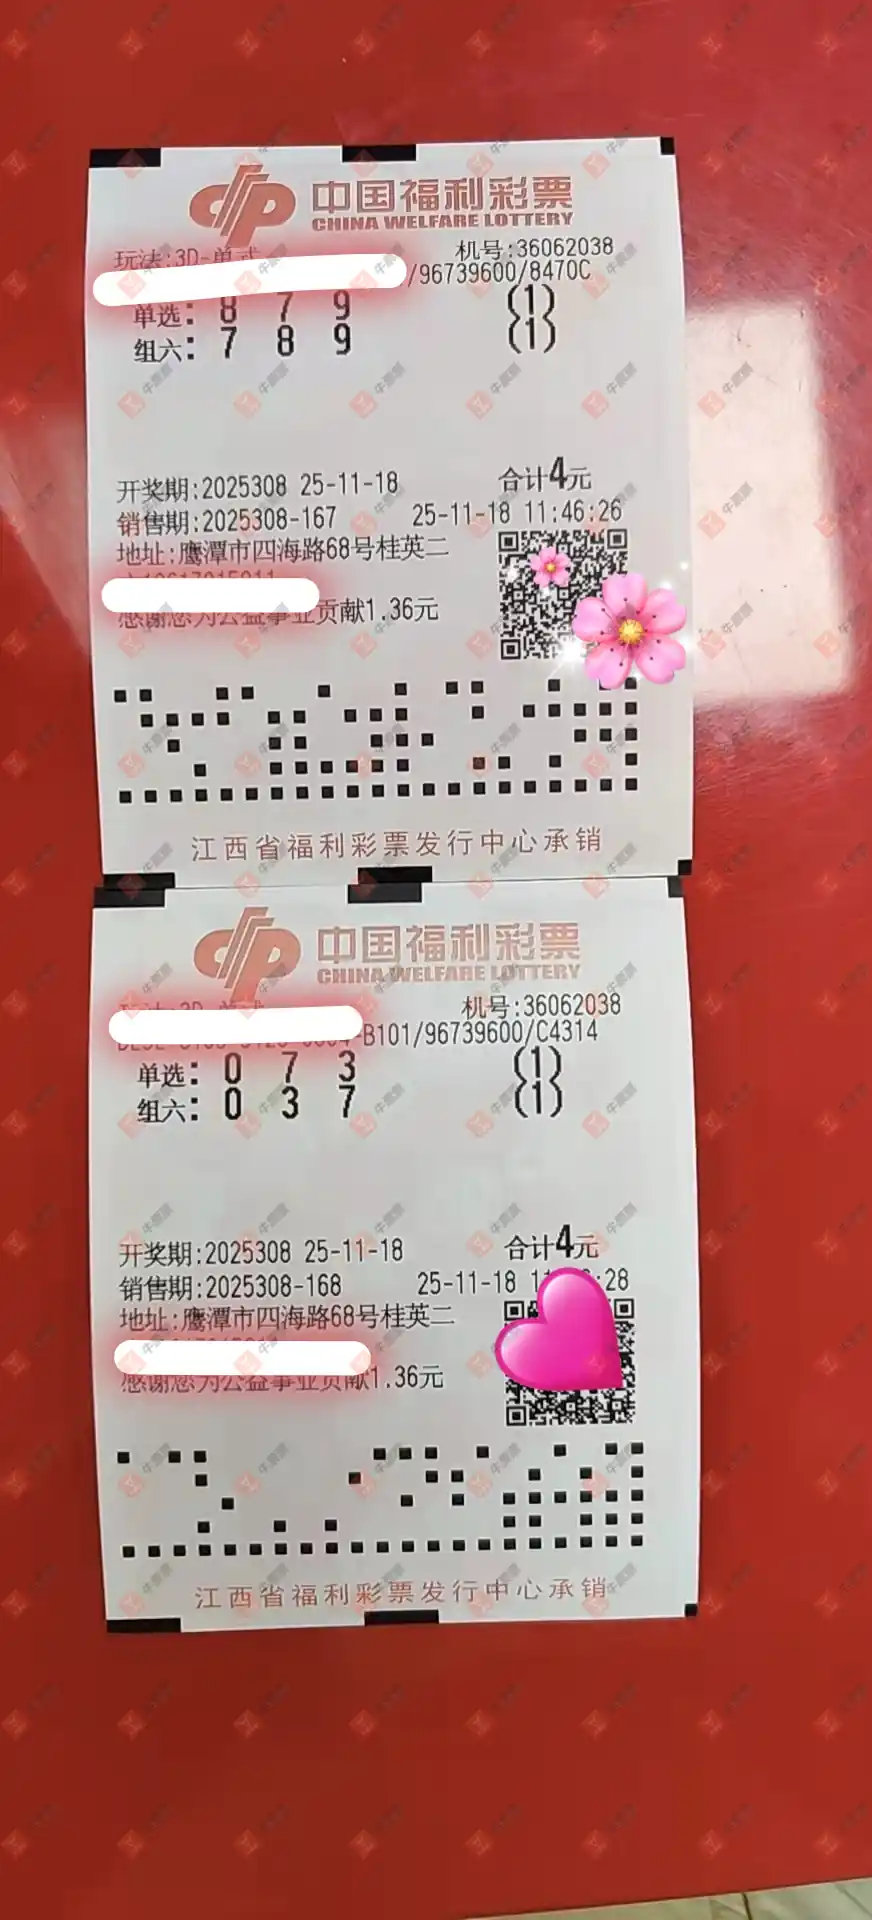 中国福利彩票
CHINA WELFARE LOTTERY
玩法:3D-单式 机号:36062038
/96739600/8470C
单选: 8 7 9 (1)
组六: 7 8 9 (1)
开奖期:2025308 25-11-18 合计4元
销售期:2025308-167 25-11-18 11:46:26
地址:鹰潭市四海路68号桂英二
感谢您为公益事业贡献1.36元
江西省福利彩票发行中心承销
中国福利彩票
CHINA WELFARE LOTTERY
机号:36062038
-B101/96739600/C4314
单选: 0 7 3 (1)
组六: 0 3 7 (1)
开奖期:2025308 25-11-18 合计4元
销售期:2025308-168 25-11-18 :28
地址:鹰潭市四海路68号桂英二
感谢您为公益事业贡献1.36元
江西省福利彩票发行中心承销